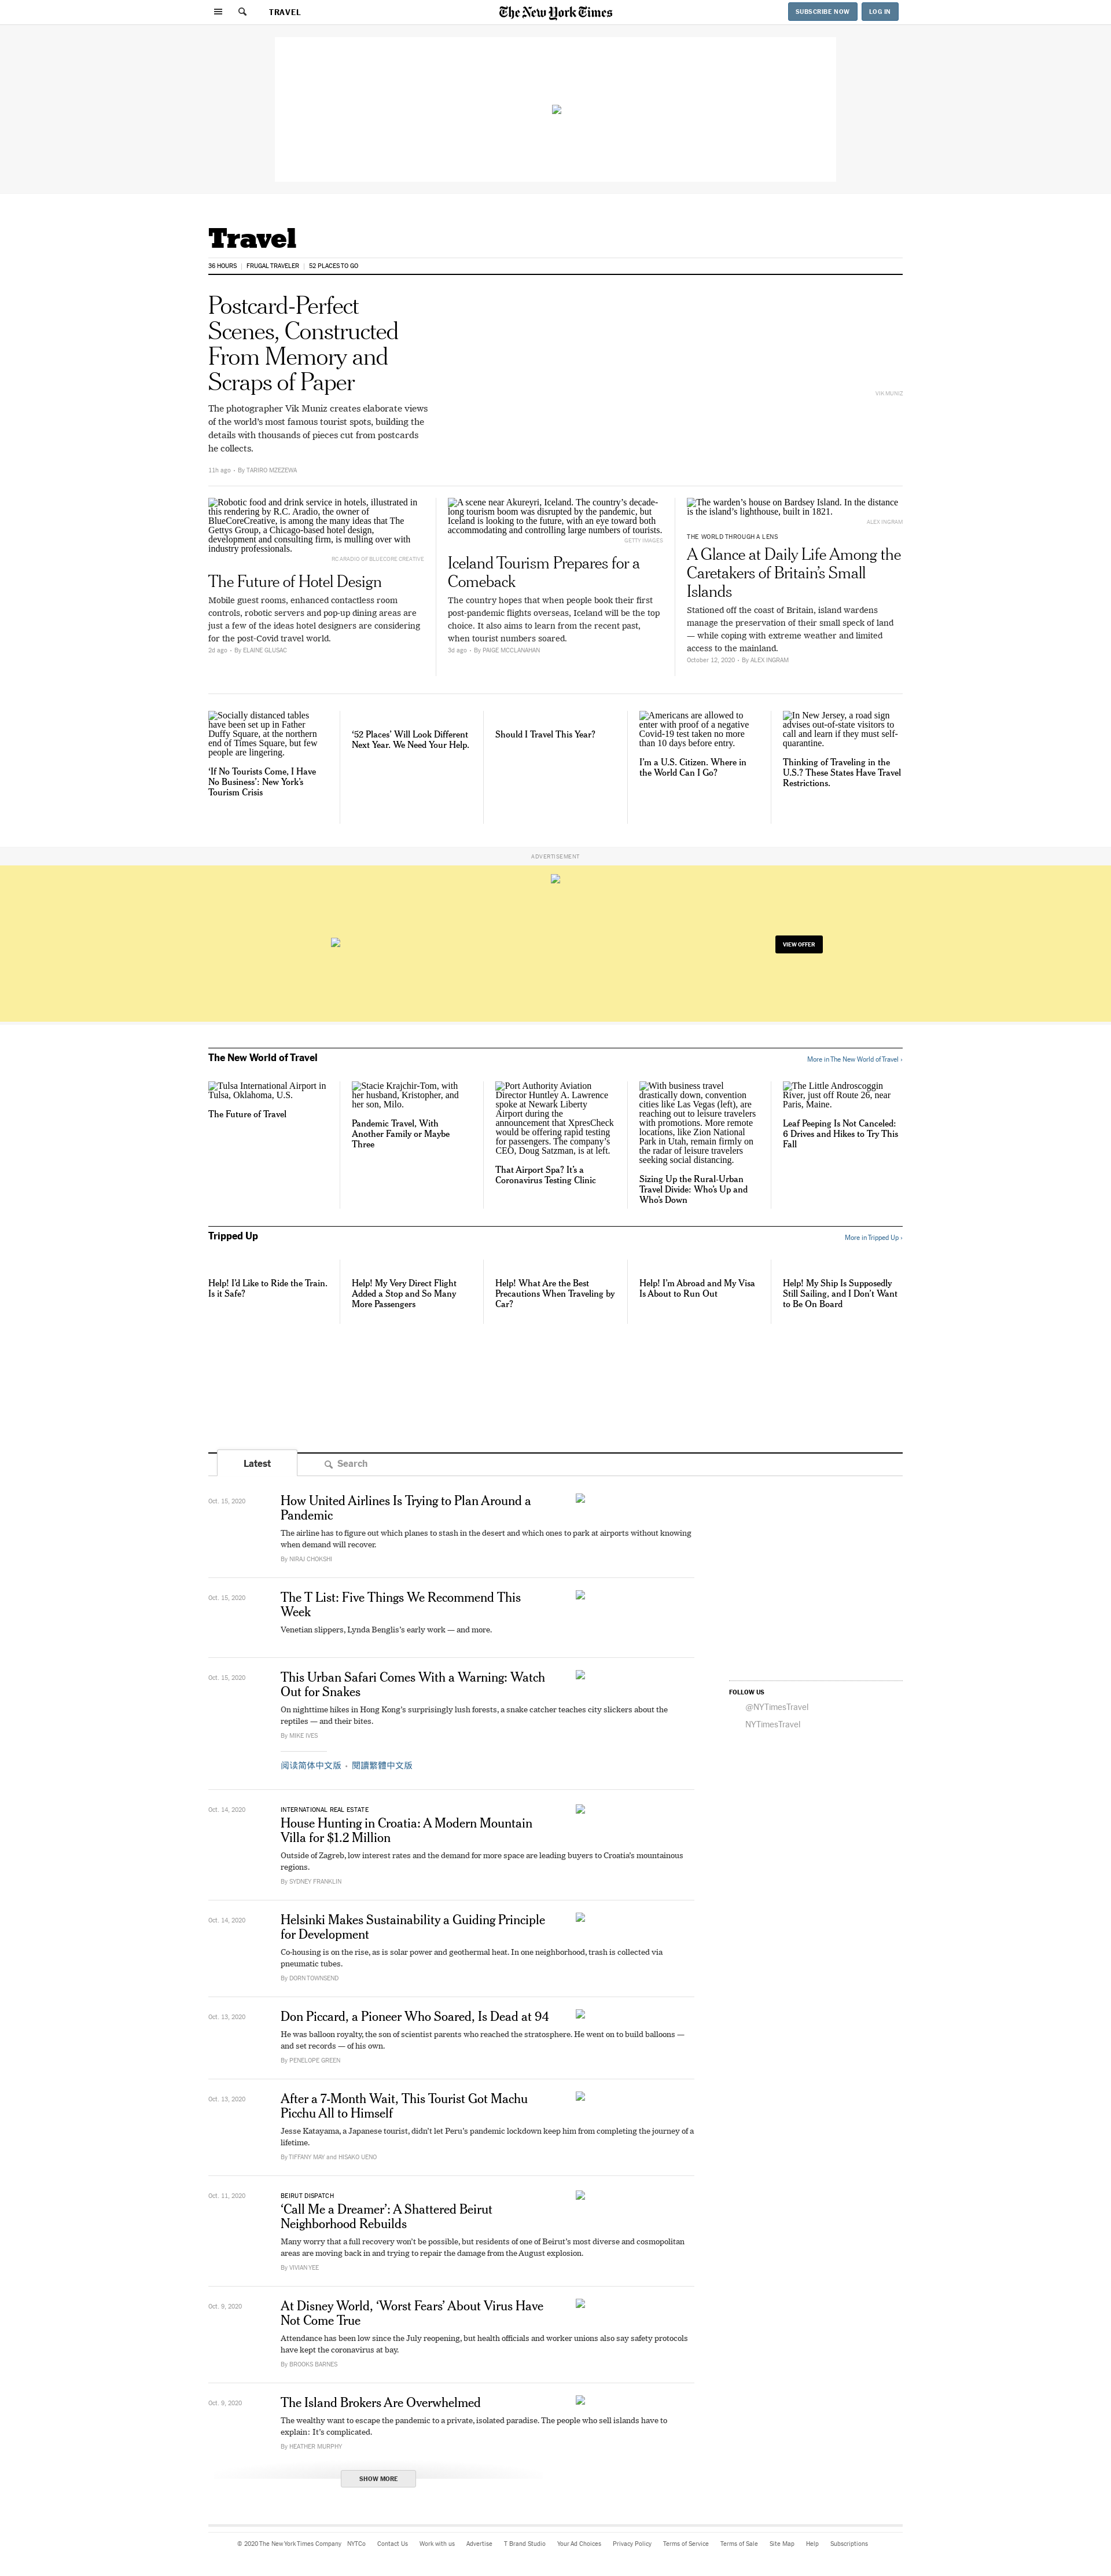 TRAVEL
The New York Times
SUBSCRIBE NOW
LOG IN
Travel
36 HOURS
FRUGAL TRAVELER
52 PLACES TO GO
Postcard-Perfect
Scenes, Constructed
From Memory and
Scraps of Paper
The photographer Vik Muniz creates elaborate views
of the world's most famous tourist spots, building the
details with thousands of pieces cut from postcards
he collects.
11h ago · By TARIRO MZEZEWA
VIK MUNIZ
Robotic food and drink service in hotels, illustrated in
this rendering by R.C. Aradio, the owner of
BlueCoreCreative, is among the many ideas that The
Gettys Group, a Chicago-based hotel design,
development and consulting firm, is mulling over with
industry professionals.
RC ARADIO OF BLUECORE CREATIVE
The Future of Hotel Design
Mobile guest rooms, enhanced contactless room
controls, robotic servers and pop-up dining areas are
just a few of the ideas hotel designers are considering
for the post-Covid travel world.
2d ago · By ELAINE GLUSAC
A scene near Akureyri, Iceland. The country's decade-
long tourism boom was disrupted by the pandemic, but
Iceland is looking to the future, with an eye toward both
accommodating and controlling large numbers of tourists.
GETTY IMAGES
Iceland Tourism Prepares for a
Comeback
The country hopes that when people book their first
post-pandemic flights overseas, Iceland will be the top
choice. It also aims to learn from the recent past,
when tourist numbers soared.
3d ago · By PAIGE MCCLANAHAN
The warden's house on Bardsey Island. In the distance
is the island's lighthouse, built in 1821.
ALEX INGRAM
THE WORLD THROUGH A LENS
A Glance at Daily Life Among the
Caretakers of Britain's Small
Islands
Stationed off the coast of Britain, island wardens
manage the preservation of their small speck of land
— while coping with extreme weather and limited
access to the mainland.
October 12, 2020 · By ALEX INGRAM
Socially distanced tables
have been set up in Father
Duffy Square, at the northern
end of Times Square, but few
people are lingering.
'If No Tourists Come, I Have
No Business': New York's
Tourism Crisis
'52 Places' Will Look Different
Next Year. We Need Your Help.
Should I Travel This Year?
Americans are allowed to
enter with proof of a negative
Covid-19 test taken no more
than 10 days before entry.
I'm a U.S. Citizen. Where in
the World Can I Go?
In New Jersey, a road sign
advises out-of-state visitors to
call and learn if they must self-
quarantine.
Thinking of Traveling in the
U.S.? These States Have Travel
Restrictions.
ADVERTISEMENT
VIEW OFFER
The New World of Travel
More in The New World of Travel ›
Tulsa International Airport in
Tulsa, Oklahoma, U.S.
The Future of Travel
Stacie Krajchir-Tom, with
her husband, Kristopher, and
her son, Milo.
Pandemic Travel, With
Another Family or Maybe
Three
Port Authority Aviation
Director Huntley A. Lawrence
spoke at Newark Liberty
Airport during the
announcement that XpresCheck
would be offering rapid testing
for passengers. The company's
CEO, Doug Satzman, is at left.
That Airport Spa? It's a
Coronavirus Testing Clinic
With business travel
drastically down, convention
cities like Las Vegas (left), are
reaching out to leisure travelers
with promotions. More remote
locations, like Zion National
Park in Utah, remain firmly on
the radar of leisure travelers
seeking social distancing.
Sizing Up the Rural-Urban
Travel Divide: Who's Up and
Who's Down
The Little Androscoggin
River, just off Route 26, near
Paris, Maine.
Leaf Peeping Is Not Canceled:
6 Drives and Hikes to Try This
Fall
Tripped Up
More in Tripped Up ›
Help! I'd Like to Ride the Train.
Is it Safe?
Help! My Very Direct Flight
Added a Stop and So Many
More Passengers
Help! What Are the Best
Precautions When Traveling by
Car?
Help! I'm Abroad and My Visa
Is About to Run Out
Help! My Ship Is Supposedly
Still Sailing, and I Don't Want
to Be On Board
Latest
Search
Oct. 15, 2020
How United Airlines Is Trying to Plan Around a
Pandemic
The airline has to figure out which planes to stash in the desert and which ones to park at airports without knowing
when demand will recover.
By NIRAJ CHOKSHI
Oct. 15, 2020
The T List: Five Things We Recommend This
Week
Venetian slippers, Lynda Benglis's early work — and more.
Oct. 15, 2020
This Urban Safari Comes With a Warning: Watch
Out for Snakes
On nighttime hikes in Hong Kong's surprisingly lush forests, a snake catcher teaches city slickers about the
reptiles — and their bites.
By MIKE IVES
阅读简体中文版 · 閱讀繁體中文版
FOLLOW US
@NYTimesTravel
NYTimesTravel
Oct. 14, 2020
INTERNATIONAL REAL ESTATE
House Hunting in Croatia: A Modern Mountain
Villa for $1.2 Million
Outside of Zagreb, low interest rates and the demand for more space are leading buyers to Croatia's mountainous
regions.
By SYDNEY FRANKLIN
Oct. 14, 2020
Helsinki Makes Sustainability a Guiding Principle
for Development
Co-housing is on the rise, as is solar power and geothermal heat. In one neighborhood, trash is collected via
pneumatic tubes.
By DORN TOWNSEND
Oct. 13, 2020
Don Piccard, a Pioneer Who Soared, Is Dead at 94
He was balloon royalty, the son of scientist parents who reached the stratosphere. He went on to build balloons —
and set records — of his own.
By PENELOPE GREEN
Oct. 13, 2020
After a 7-Month Wait, This Tourist Got Machu
Picchu All to Himself
Jesse Katayama, a Japanese tourist, didn't let Peru's pandemic lockdown keep him from completing the journey of a
lifetime.
By TIFFANY MAY and HISAKO UENO
Oct. 11, 2020
BEIRUT DISPATCH
'Call Me a Dreamer': A Shattered Beirut
Neighborhood Rebuilds
Many worry that a full recovery won't be possible, but residents of one of Beirut's most diverse and cosmopolitan
areas are moving back in and trying to repair the damage from the August explosion.
By VIVIAN YEE
Oct. 9, 2020
At Disney World, 'Worst Fears' About Virus Have
Not Come True
Attendance has been low since the July reopening, but health officials and worker unions also say safety protocols
have kept the coronavirus at bay.
By BROOKS BARNES
Oct. 9, 2020
The Island Brokers Are Overwhelmed
The wealthy want to escape the pandemic to a private, isolated paradise. The people who sell islands have to
explain: It's complicated.
By HEATHER MURPHY
SHOW MORE
© 2020 The New York Times Company NYTCo Contact Us Work with us Advertise T Brand Studio Your Ad Choices Privacy Policy Terms of Service Terms of Sale Site Map Help Subscriptions